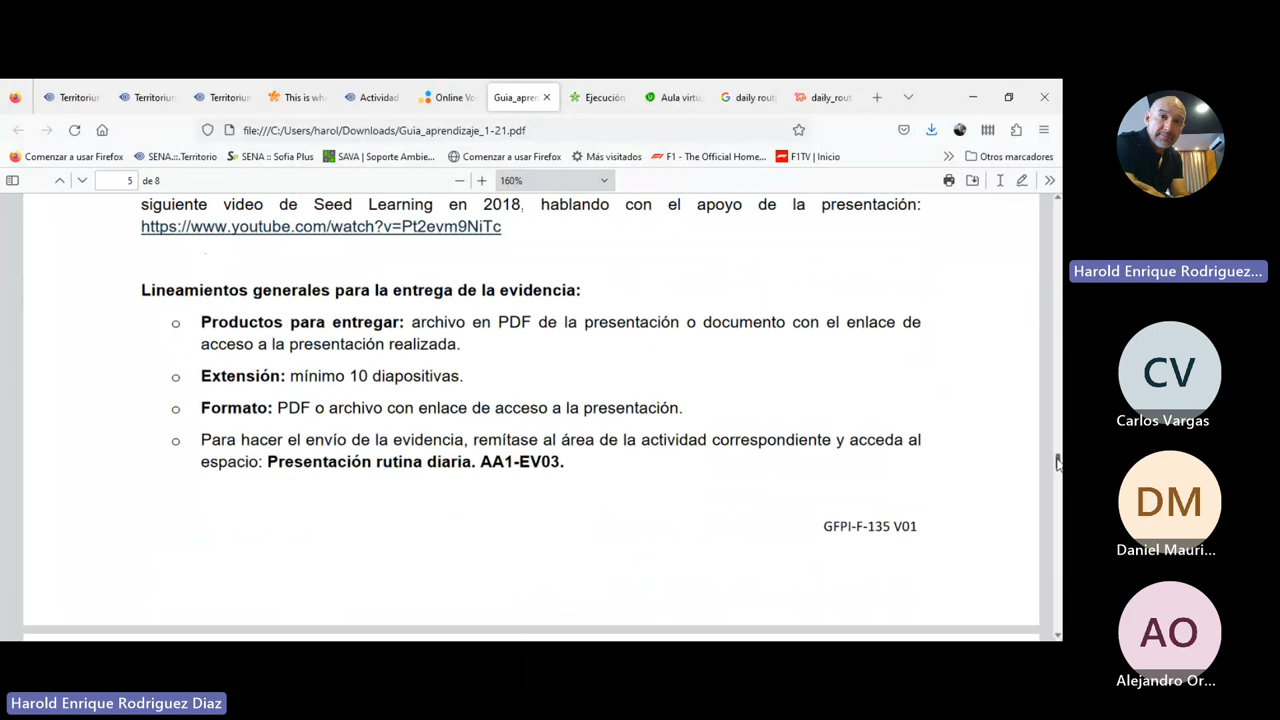 Territoriun
Territoriun
Territoriun
This is who
Actividad
Online Vo
Guia_apren
Ejecución
Aula virtu
daily rout
daily_rout
file:///C:/Users/harol/Downloads/Guia_aprendizaje_1-21.pdf
Comenzar a usar Firefox
SENA.::.Territorio
SENA :: Sofia Plus
SAVA | Soporte Ambie...
Comenzar a usar Firefox
Más visitados
F1 - The Official Home...
F1TV | Inicio
Otros marcadores
5 de 8
160%
siguiente video de Seed Learning en 2018, hablando con el apoyo de la presentación:
https://www.youtube.com/watch?v=Pt2evm9NiTc
Lineamientos generales para la entrega de la evidencia:
o Productos para entregar: archivo en PDF de la presentación o documento con el enlace de
acceso a la presentación realizada.
o Extensión: mínimo 10 diapositivas.
o Formato: PDF o archivo con enlace de acceso a la presentación.
o Para hacer el envío de la evidencia, remítase al área de la actividad correspondiente y acceda al
espacio: Presentación rutina diaria. AA1-EV03.
GFPI-F-135 V01
Harold Enrique Rodriguez...
CV
Carlos Vargas
DM
Daniel Mauri...
AO
Alejandro Or...
Harold Enrique Rodriguez Diaz